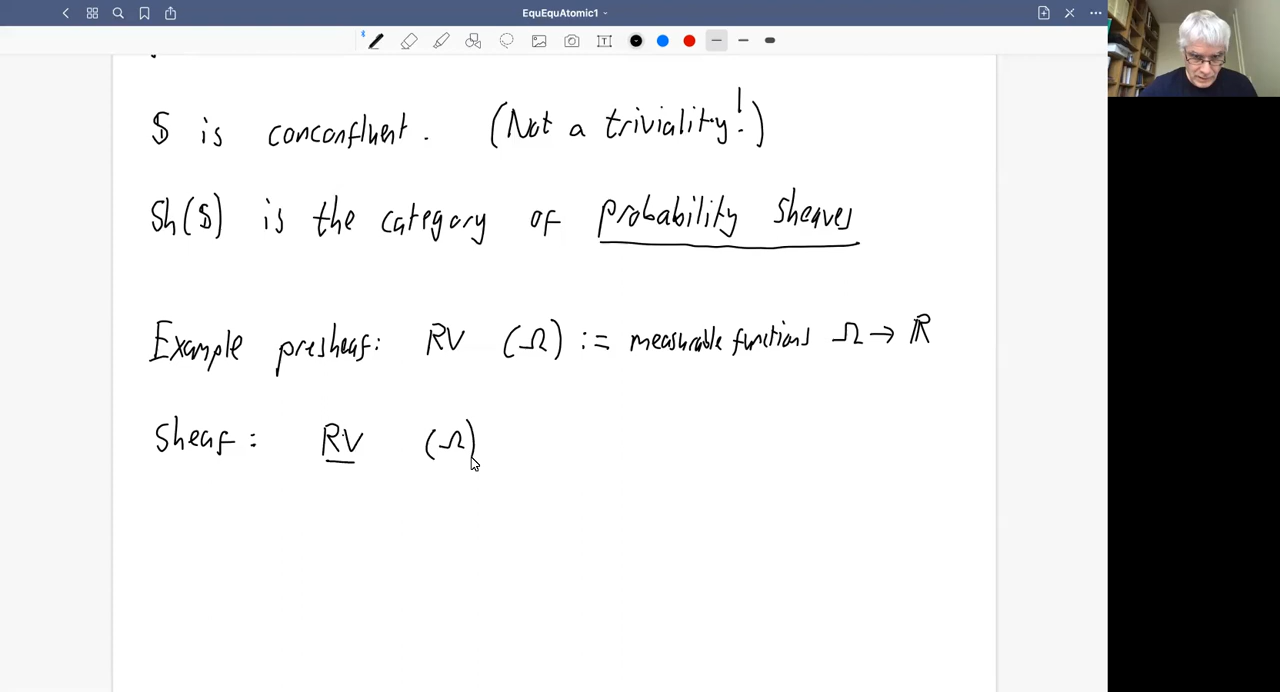 EquEquAtomic1
S is conconfluent. (Not a triviality!)
Sh(S) is the category of probability sheaves
Example presheaf: RV (Ω) := measurable functions Ω → ℝ
Sheaf: RV (Ω)